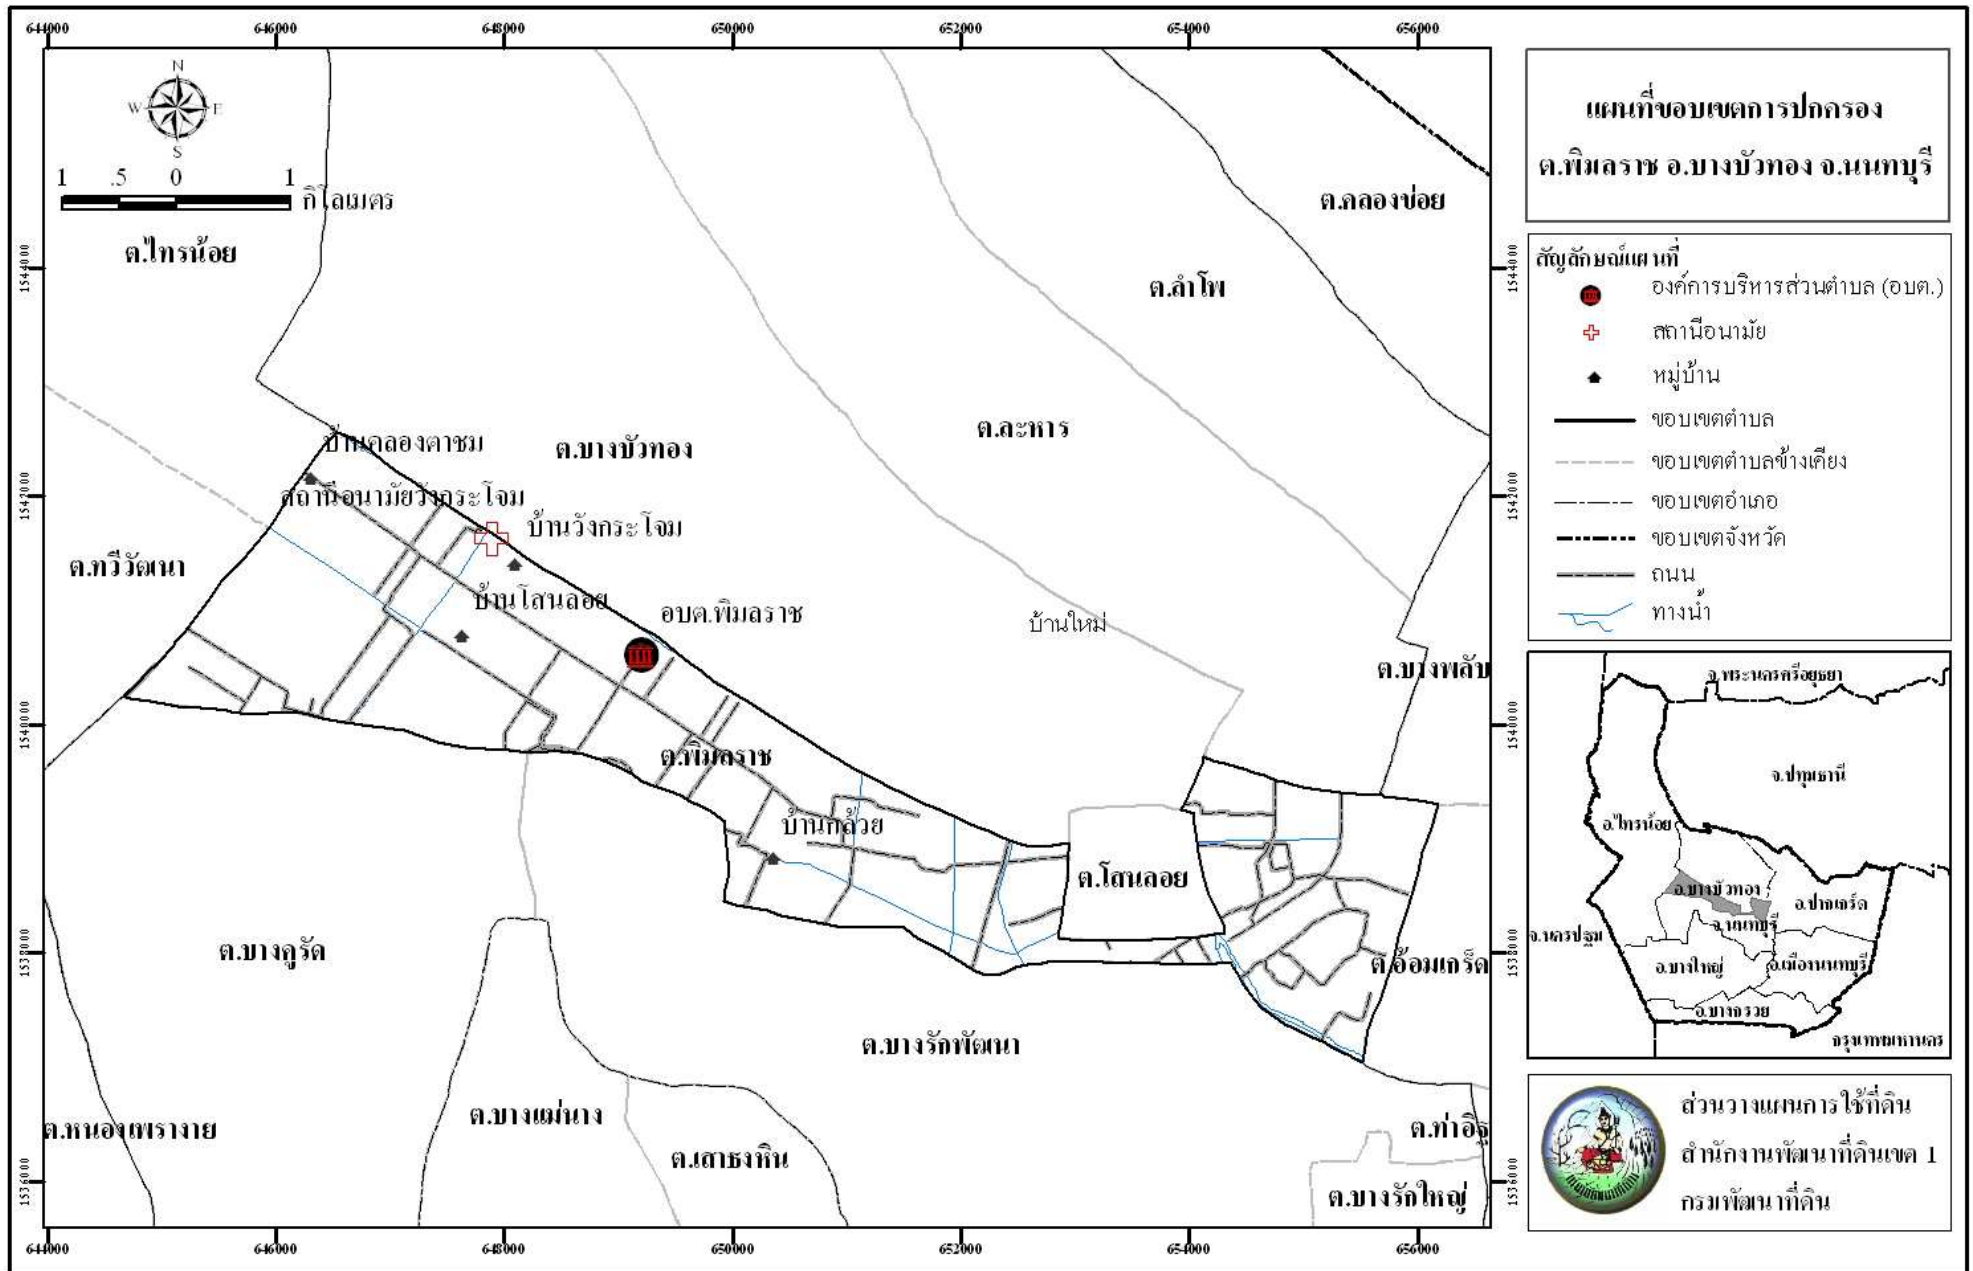 644000 646000 648000 650000 652000 654000 656000
N
W E
S
1 .5 0 1
กิโลเมตร
ต.ไทรน้อย
ต.คลองข่อย
ต.ลำโพ
ต.ละหาร
ต.บางบัวทอง
บ้านคลองตาชม
สถานีอนามัยวังกระโจม
บ้านวังกระโจม
ต.ทวีวัฒนา
บ้านโสนลอย
อบต.พิมลราช
บ้านใหม่
ต.บางพลับ
ต.พิมลราช
บ้านกล้วย
ต.โสนลอย
ต.บางคูรัด
ต.อ้อมเกร็ด
ต.บางรักพัฒนา
ต.หนองเพรางาย
ต.บางแม่นาง
ต.เสาธงหิน
ต.ท่าอิฐ
ต.บางรักใหญ่
1544000 1544000
1542000 1542000
1540000 1540000
1538000 1538000
1536000 1536000
644000 646000 648000 650000 652000 654000 656000
แผนที่ขอบเขตการปกครอง
ต.พิมลราช อ.บางบัวทอง จ.นนทบุรี
สัญลักษณ์แผนที่
องค์การบริหารส่วนตำบล (อบต.)
สถานีอนามัย
หมู่บ้าน
ขอบเขตตำบล
ขอบเขตตำบลข้างเคียง
ขอบเขตอำเภอ
ขอบเขตจังหวัด
ถนน
ทางน้ำ
จ.พระนครศรีอยุธยา
จ.ปทุมธานี
อ.ไทรน้อย
อ.บางบัวทอง
อ.ปากเกร็ด
จ.นนทบุรี
จ.นครปฐม
อ.บางใหญ่
อ.เมืองนนทบุรี
อ.บางกรวย
กรุงเทพมหานคร
ส่วนวางแผนการใช้ที่ดิน
สำนักงานพัฒนาที่ดินเขต 1
กรมพัฒนาที่ดิน